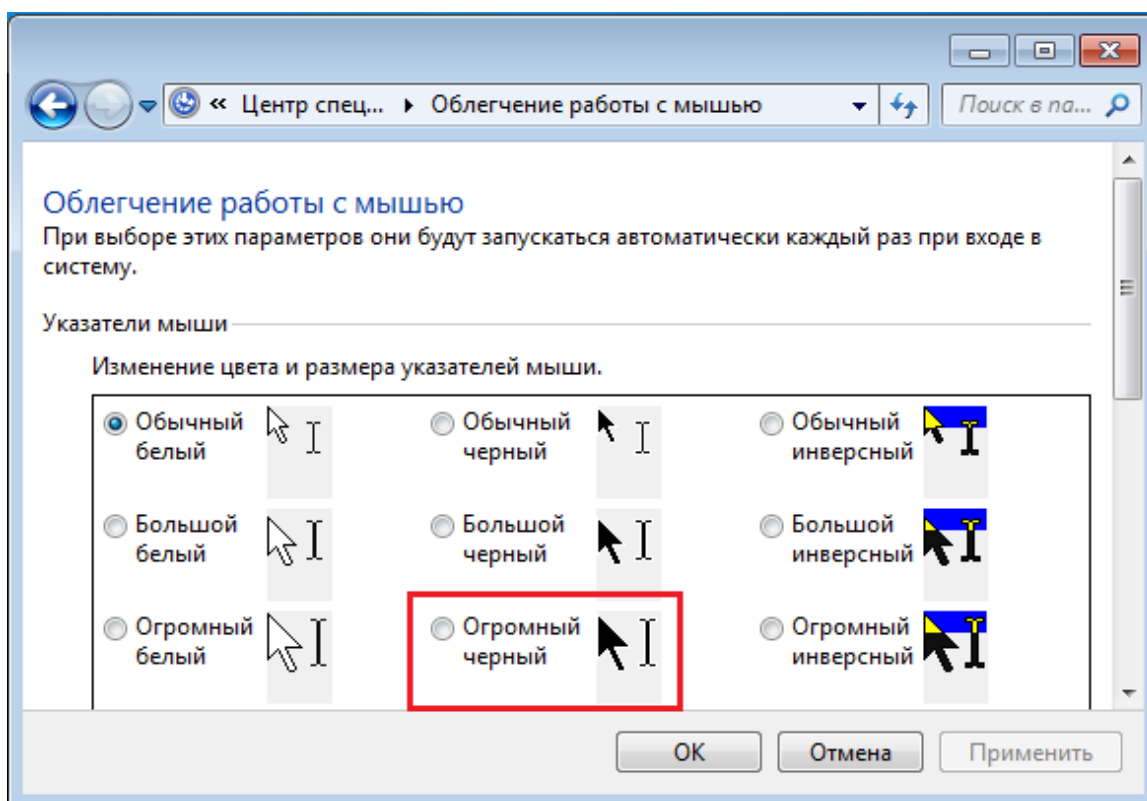 « Центр спец... Облегчение работы с мышью Поиск в па...
Облегчение работы с мышью
При выборе этих параметров они будут запускаться автоматически каждый раз при входе в
систему.
Указатели мыши
Изменение цвета и размера указателей мыши.
Обычный
белый
Обычный
черный
Обычный
инверсный
Большой
белый
Большой
черный
Большой
инверсный
Огромный
белый
Огромный
черный
Огромный
инверсный
ОК Отмена Применить